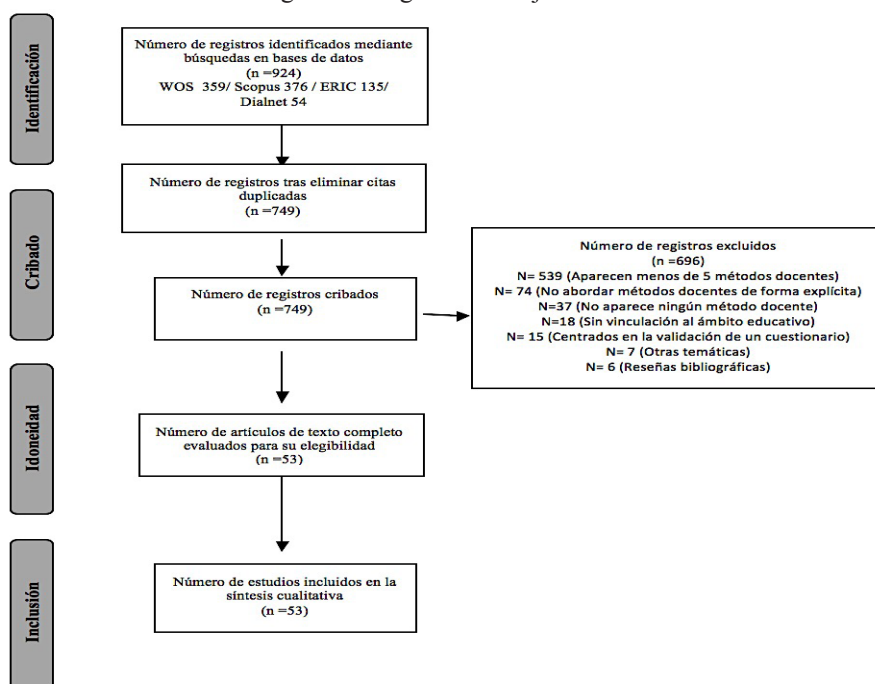 Identificación
Número de registros identificados mediante
búsquedas en bases de datos
(n =924)
WOS 359/ Scopus 376 / ERIC 135/
Dialnet 54
Cribado
Número de registros tras eliminar citas
duplicadas
(n =749)
Número de registros cribados
(n =749)
Número de registros excluidos
(n =696)
N= 539 (Aparecen menos de 5 métodos docentes)
N= 74 (No abordar métodos docentes de forma explícita)
N=37 (No aparece ningún método docente)
N=18 (Sin vinculación al ámbito educativo)
N= 15 (Centrados en la validación de un cuestionario)
N= 7 (Otras temáticas)
N= 6 (Reseñas bibliográficas)
Idoneidad
Número de artículos de texto completo
evaluados para su elegibilidad
(n =53)
Inclusión
Número de estudios incluidos en la
síntesis cualitativa
(n =53)